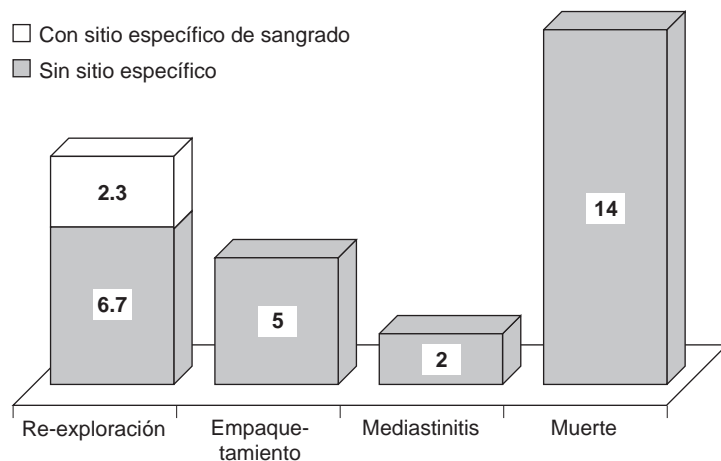 Con sitio específico de sangrado
Sin sitio específico
2.3
6.7
5
2
14
Re-exploración
Empaque-
tamiento
Mediastinitis
Muerte